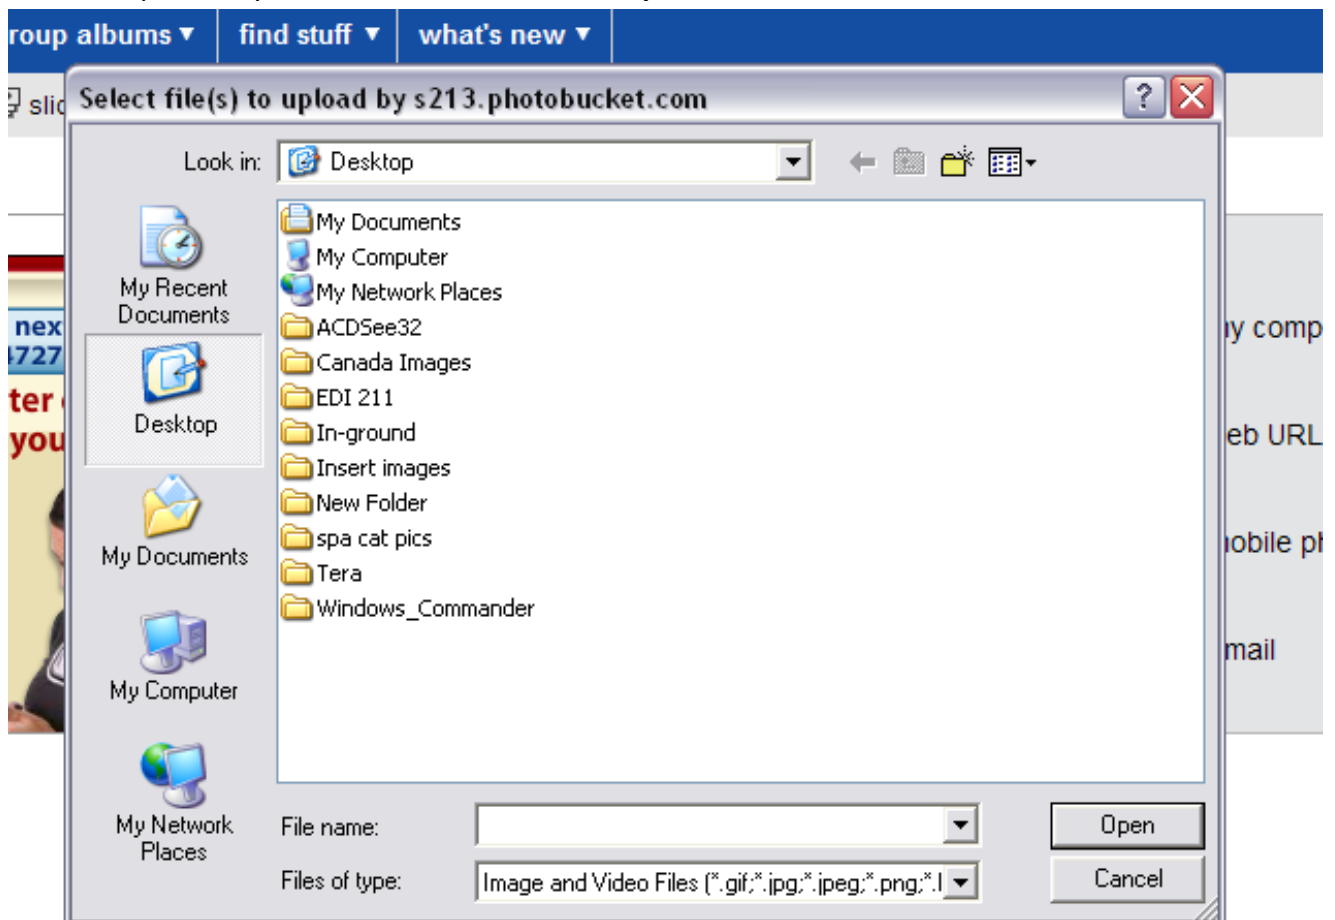 roup albums ▾ find stuff ▾ what's new ▾
slid
Select file(s) to upload by s213.photobucket.com
Look in: Desktop
My Recent
Documents
Desktop
My Documents
My Computer
My Network
Places
My Documents
My Computer
My Network Places
ACDSee32
Canada Images
EDI 211
In-ground
Insert images
New Folder
spa cat pics
Tera
Windows_Commander
File name:
Open
Files of type: Image and Video Files (*.gif;*.jpg;*.jpeg;*.png;*.
Cancel
nex
4727
ter
you
y comp
eb URL
obile ph
mail